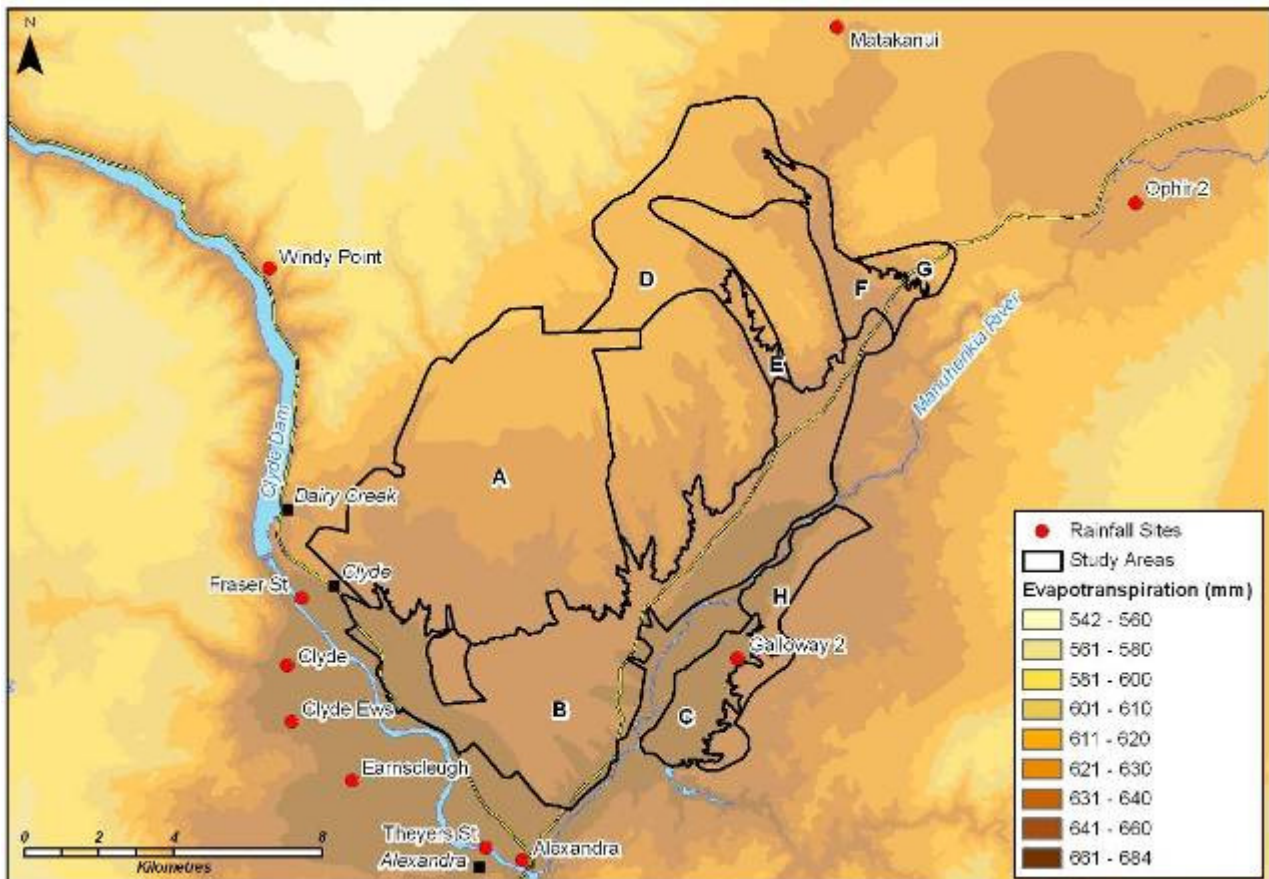 N
Matakanui
Ophir 2
Windy Point
D
G
F
Manuherikia River
E
Clyde Dam
A
Dairy Creek
Clyde
Fraser St
H
Galloway 2
Clyde
B
C
Clyde Ews
Earnscleugh
Theyers St
Alexandra
Alexandra
0 2 4 8
Kilometres
Rainfall Sites
Study Areas
Evapotranspiration (mm)
542 - 560
561 - 580
581 - 600
601 - 610
611 - 620
621 - 630
631 - 640
641 - 660
661 - 684